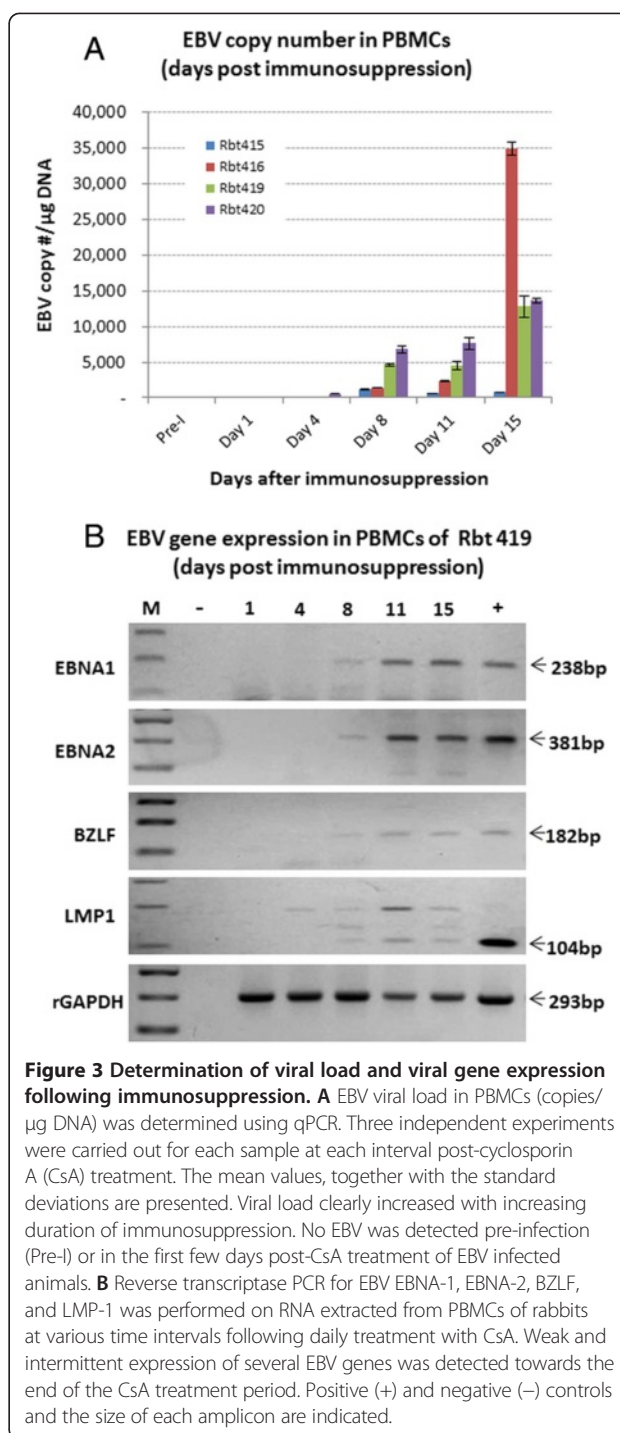 A
EBV copy number in PBMCs
(days post immunosuppression)
EBV copy #/μg DNA
40,000
35,000
30,000
25,000
20,000
15,000
10,000
5,000
-
Rbt415
Rbt416
Rbt419
Rbt420
Pre-I
Day 1
Day 4
Day 8
Day 11
Day 15
Days after immunosuppression
B EBV gene expression in PBMCs of Rbt 419
(days post immunosuppression)
M - 1 4 8 11 15 +
EBNA1 238bp
EBNA2 381bp
BZLF 182bp
LMP1 104bp
rGAPDH 293bp
Figure 3 Determination of viral load and viral gene expression
following immunosuppression. A EBV viral load in PBMCs (copies/
μg DNA) was determined using qPCR. Three independent experiments
were carried out for each sample at each interval post-cyclosporin
A (CsA) treatment. The mean values, together with the standard
deviations are presented. Viral load clearly increased with increasing
duration of immunosuppression. No EBV was detected pre-infection
(Pre-I) or in the first few days post-CsA treatment of EBV infected
animals. B Reverse transcriptase PCR for EBV EBNA-1, EBNA-2, BZLF,
and LMP-1 was performed on RNA extracted from PBMCs of rabbits
at various time intervals following daily treatment with CsA. Weak and
intermittent expression of several EBV genes was detected towards the
end of the CsA treatment period. Positive (+) and negative (−) controls
and the size of each amplicon are indicated.